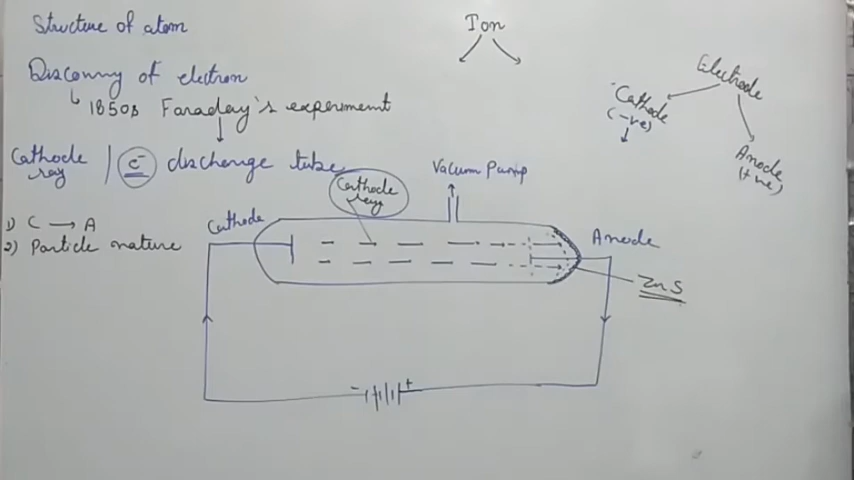 Structure of atom
Discovery of electron
1850s Faraday's experiment
Cathode ray | e⁻ discharge tube
1) C → A
2) Particle nature
Ion
Electrode
Cathode
(-ve)
Anode
(+ve)
Vacuum Pump
Cathode
rays
Cathode
Anode
ZnS
- +